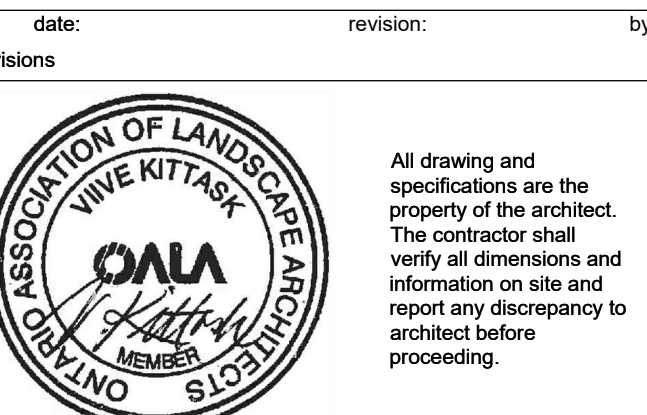 date: revision: by
isions
ONTARIO ASSOCIATION OF LANDSCAPE ARCHITECTS
VIIVE KITTASK
OALA
V Kittask
MEMBER
All drawing and
specifications are the
property of the architect.
The contractor shall
verify all dimensions and
information on site and
report any discrepancy to
architect before
proceeding.